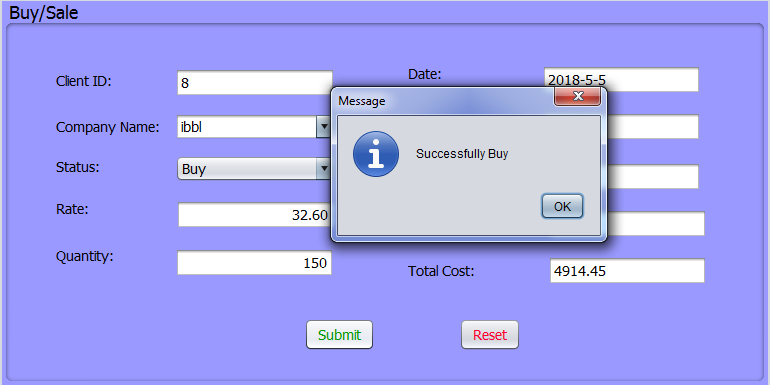 Buy/Sale
Client ID:
8
Date:
2018-5-5
Company Name:
ibbl
Status:
Buy
Rate:
32.60
Quantity:
150
Message
Successfully Buy
OK
Total Cost:
4914.45
Submit
Reset